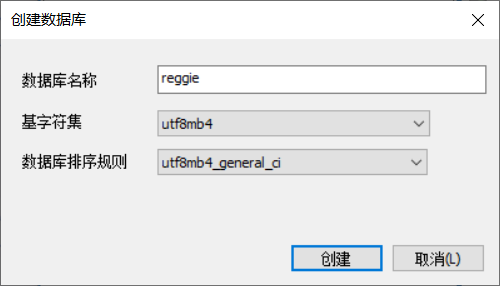 创建数据库
数据库名称
reggie
基字符集
utf8mb4
数据库排序规则
utf8mb4_general_ci
创建
取消(L)